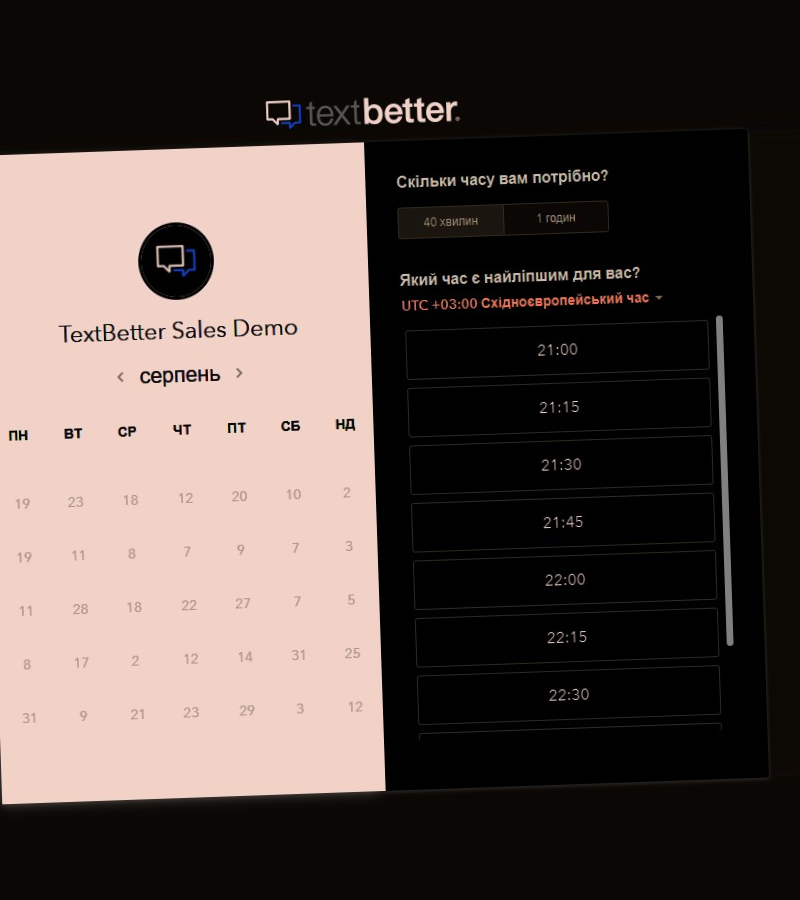 textbetter.
TextBetter Sales Demo
серпень
ПН ВТ СР ЧТ ПТ СБ НД
19 23 18 12 20 10 2
19 11 8 7 9 7 3
11 28 18 22 27 7 5
8 17 2 12 14 31 25
31 9 21 23 29 3 12
Скільки часу вам потрібно?
40 хвилин 1 годин
Який час є найліпшим для вас?
UTC +03:00 Східноєвропейський час
21:00
21:15
21:30
21:45
22:00
22:15
22:30